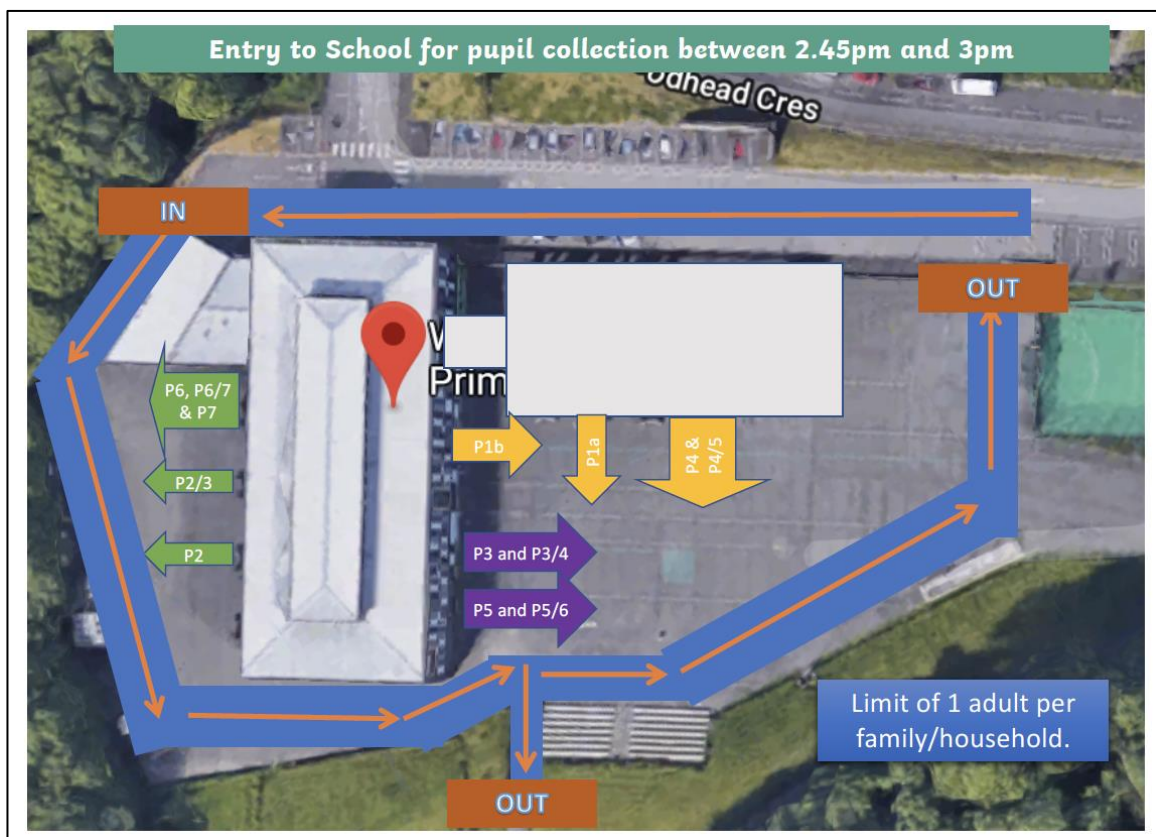 Entry to School for pupil collection between 2.45pm and 3pm
odhead Cres
IN
OUT
W
Prim
P6, P6/7
& P7
P1b
P1a
P4 &
P4/5
P2/3
P2
P3 and P3/4
P5 and P5/6
Limit of 1 adult per
family/household.
OUT